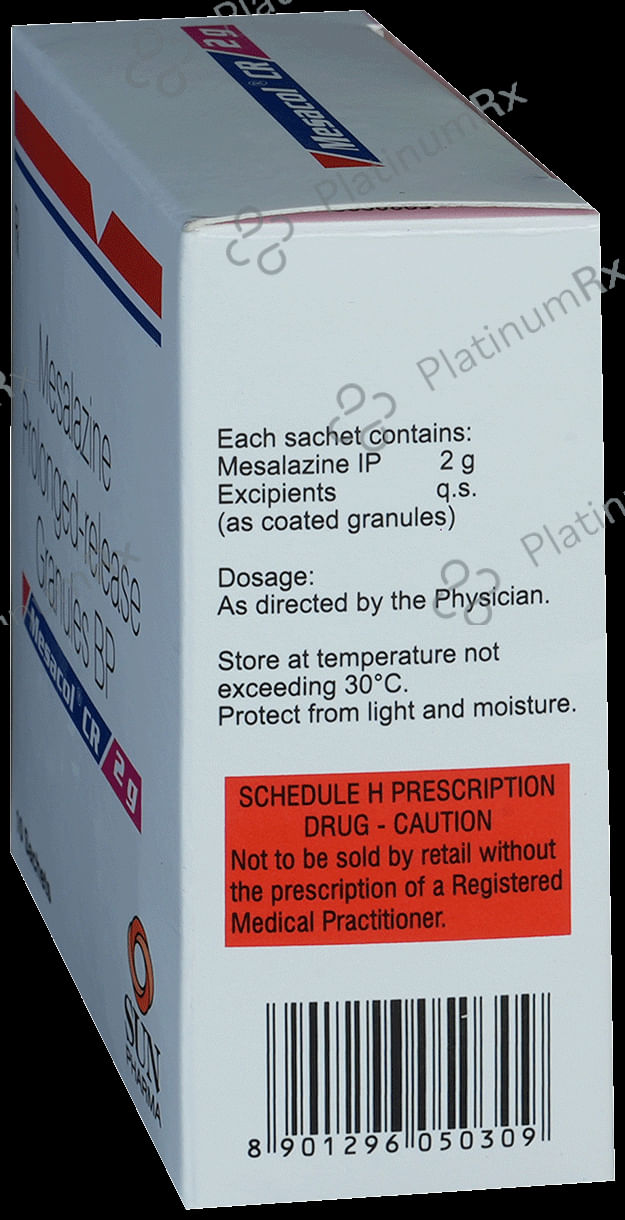 Mesacol® CR 2g
Mesalazine
Prolonged-release
Granules BP
Mesacol® CR 2g
Sachets
SUN
PHARMA
Each sachet contains:
Mesalazine IP 2 g
Excipients q.s.
(as coated granules)
Dosage:
As directed by the Physician.
Store at temperature not
exceeding 30°C.
Protect from light and moisture.
SCHEDULE H PRESCRIPTION
DRUG - CAUTION
Not to be sold by retail without
the prescription of a Registered
Medical Practitioner.
8 901296 050309
PlatinumRx
PlatinumRx
Platinum